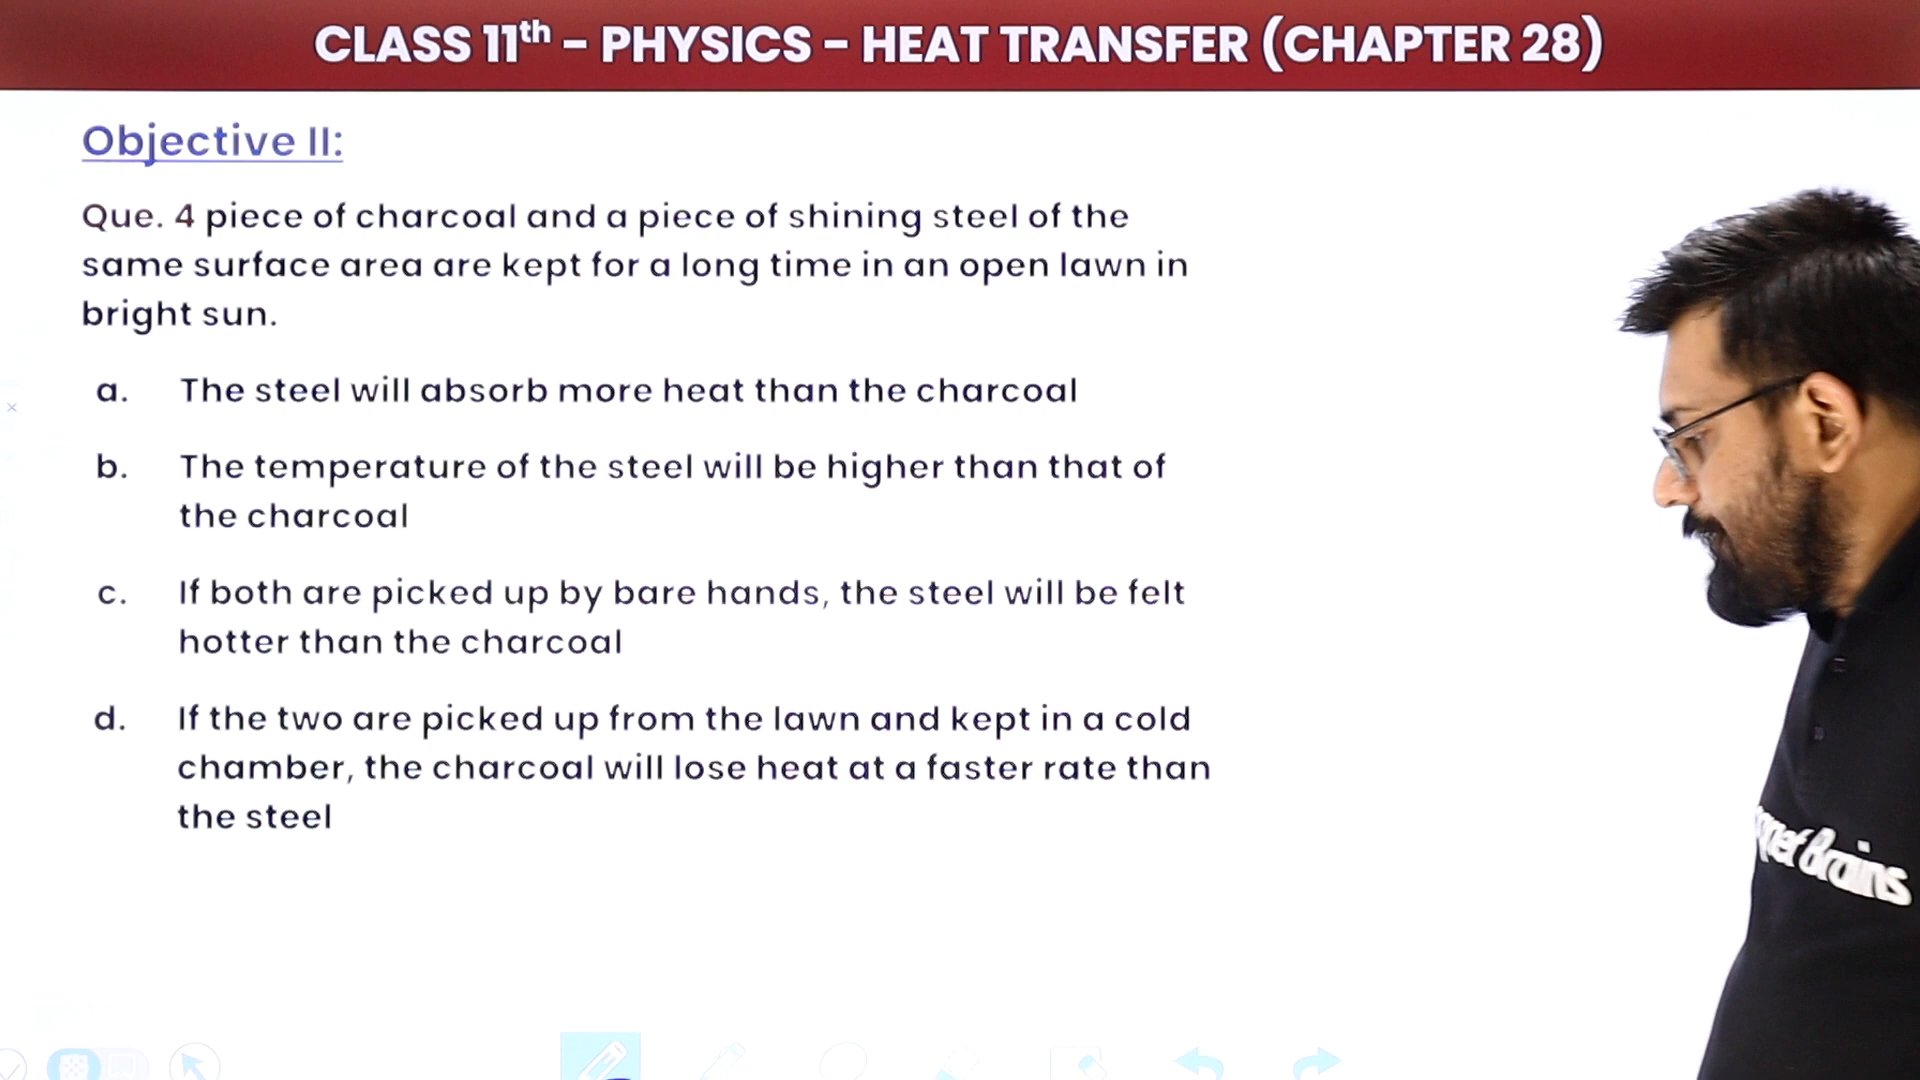 CLASS 11th – PHYSICS – HEAT TRANSFER (CHAPTER 28)
Objective II:
Que. 4 piece of charcoal and a piece of shining steel of the
same surface area are kept for a long time in an open lawn in
bright sun.
a. The steel will absorb more heat than the charcoal
b. The temperature of the steel will be higher than that of
the charcoal
c. If both are picked up by bare hands, the steel will be felt
hotter than the charcoal
d. If the two are picked up from the lawn and kept in a cold
chamber, the charcoal will lose heat at a faster rate than
the steel
Brains